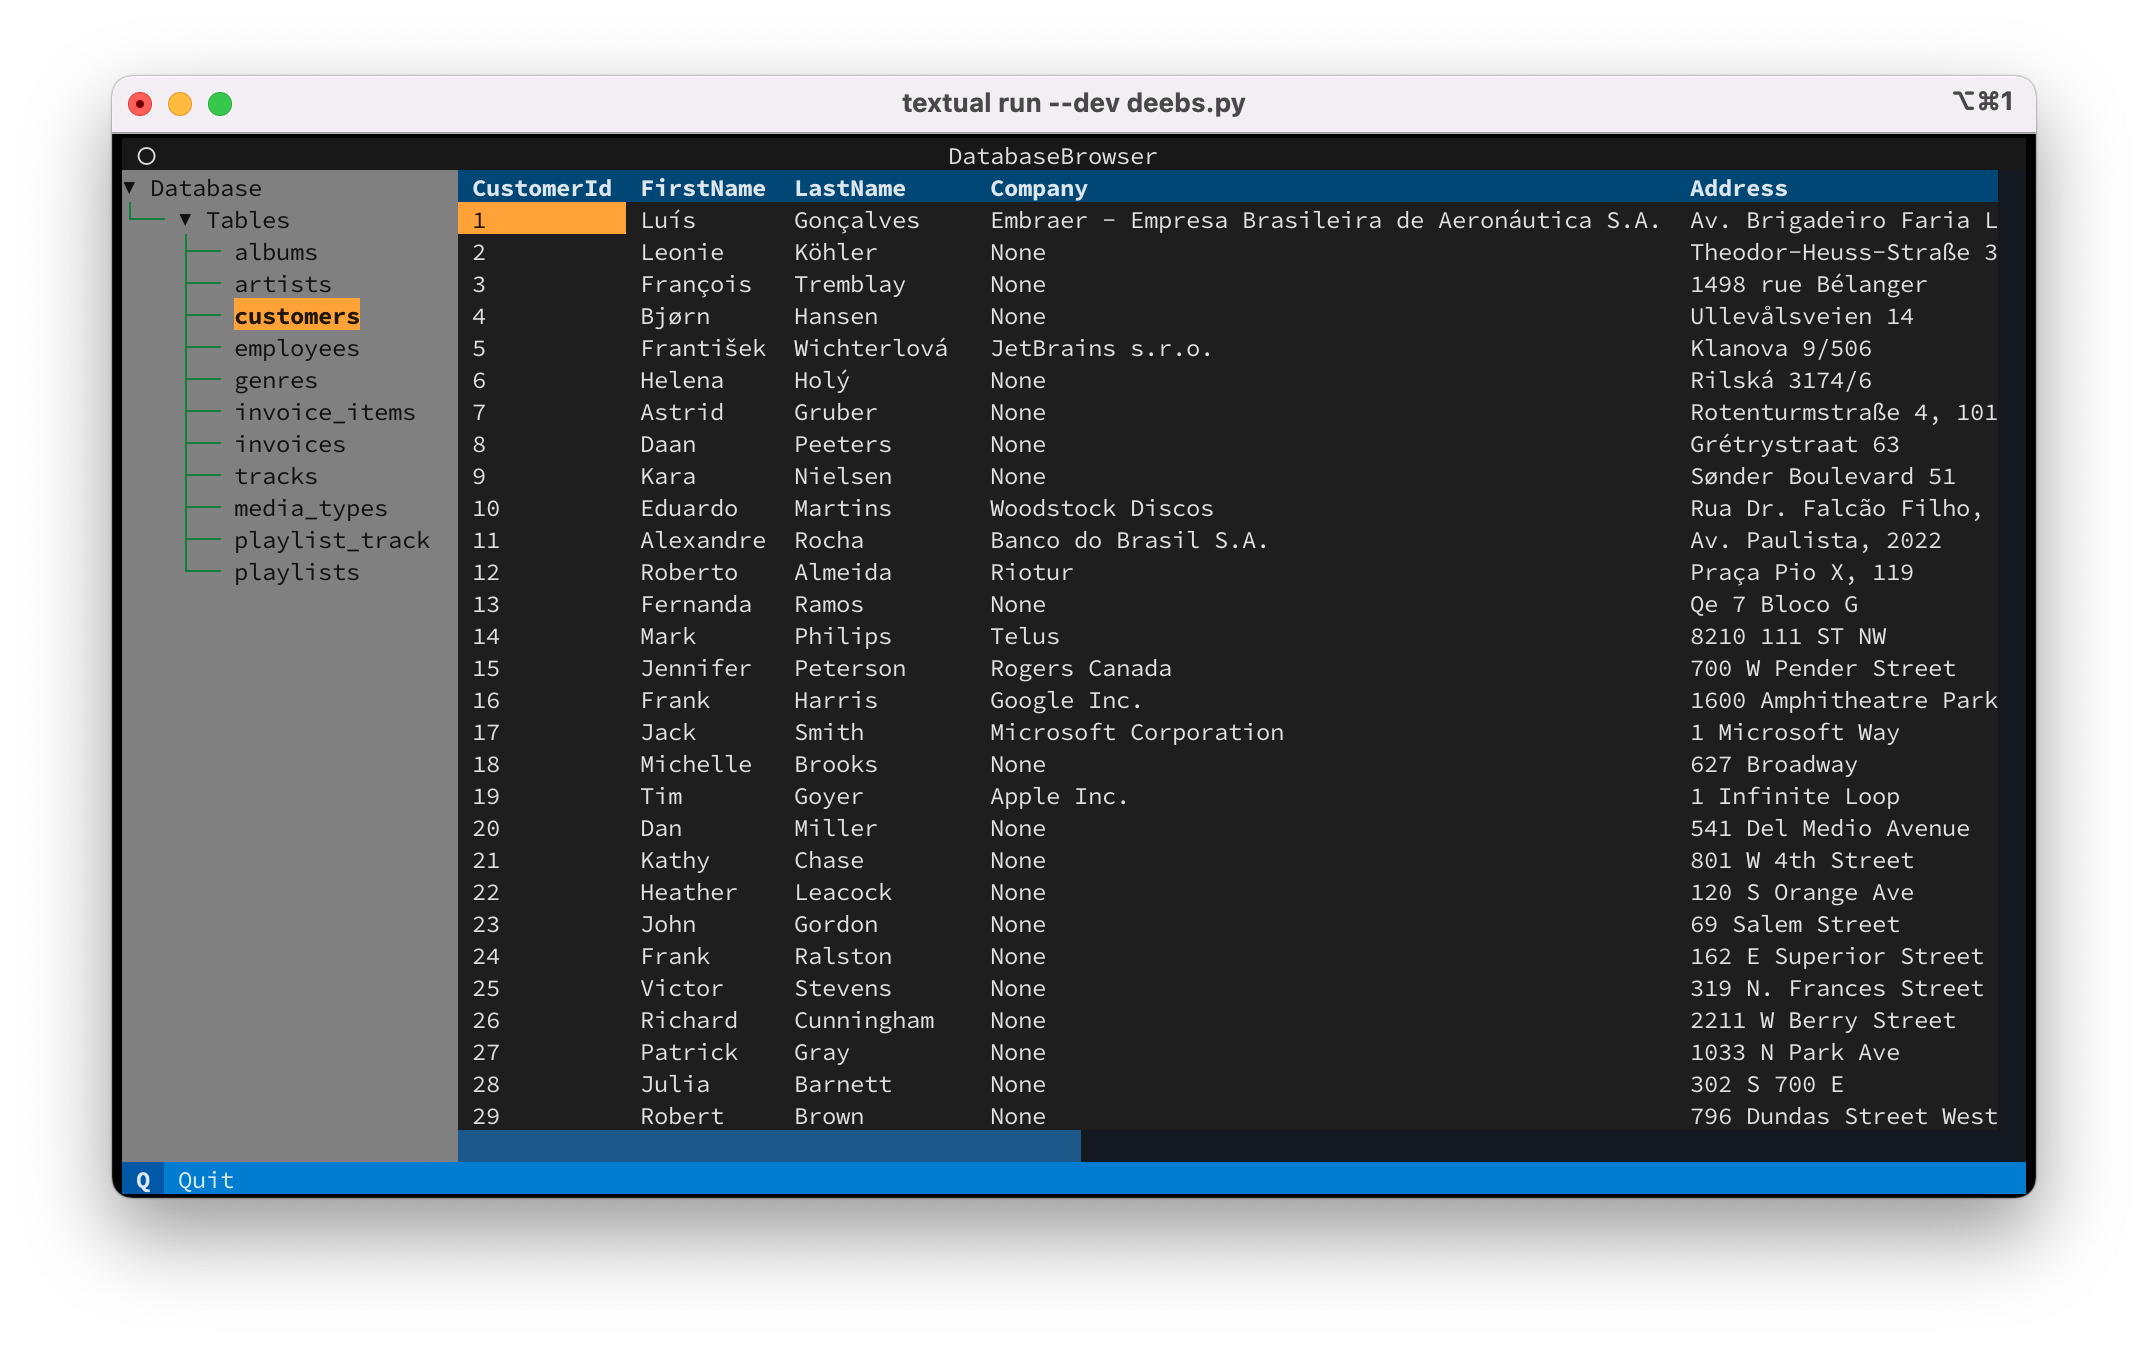 textual run --dev deebs.py
⌥⌘1
DatabaseBrowser
▼ Database
▼ Tables
albums
artists
customers
employees
genres
invoice_items
invoices
tracks
media_types
playlist_track
playlists
CustomerId FirstName LastName Company Address
1 Luís Gonçalves Embraer - Empresa Brasileira de Aeronáutica S.A. Av. Brigadeiro Faria L
2 Leonie Köhler None Theodor-Heuss-Straße 3
3 François Tremblay None 1498 rue Bélanger
4 Bjørn Hansen None Ullevålsveien 14
5 František Wichterlová JetBrains s.r.o. Klanova 9/506
6 Helena Holý None Rilská 3174/6
7 Astrid Gruber None Rotenturmstraße 4, 101
8 Daan Peeters None Grétrystraat 63
9 Kara Nielsen None Sønder Boulevard 51
10 Eduardo Martins Woodstock Discos Rua Dr. Falcão Filho,
11 Alexandre Rocha Banco do Brasil S.A. Av. Paulista, 2022
12 Roberto Almeida Riotur Praça Pio X, 119
13 Fernanda Ramos None Qe 7 Bloco G
14 Mark Philips Telus 8210 111 ST NW
15 Jennifer Peterson Rogers Canada 700 W Pender Street
16 Frank Harris Google Inc. 1600 Amphitheatre Park
17 Jack Smith Microsoft Corporation 1 Microsoft Way
18 Michelle Brooks None 627 Broadway
19 Tim Goyer Apple Inc. 1 Infinite Loop
20 Dan Miller None 541 Del Medio Avenue
21 Kathy Chase None 801 W 4th Street
22 Heather Leacock None 120 S Orange Ave
23 John Gordon None 69 Salem Street
24 Frank Ralston None 162 E Superior Street
25 Victor Stevens None 319 N. Frances Street
26 Richard Cunningham None 2211 W Berry Street
27 Patrick Gray None 1033 N Park Ave
28 Julia Barnett None 302 S 700 E
29 Robert Brown None 796 Dundas Street West
Q Quit